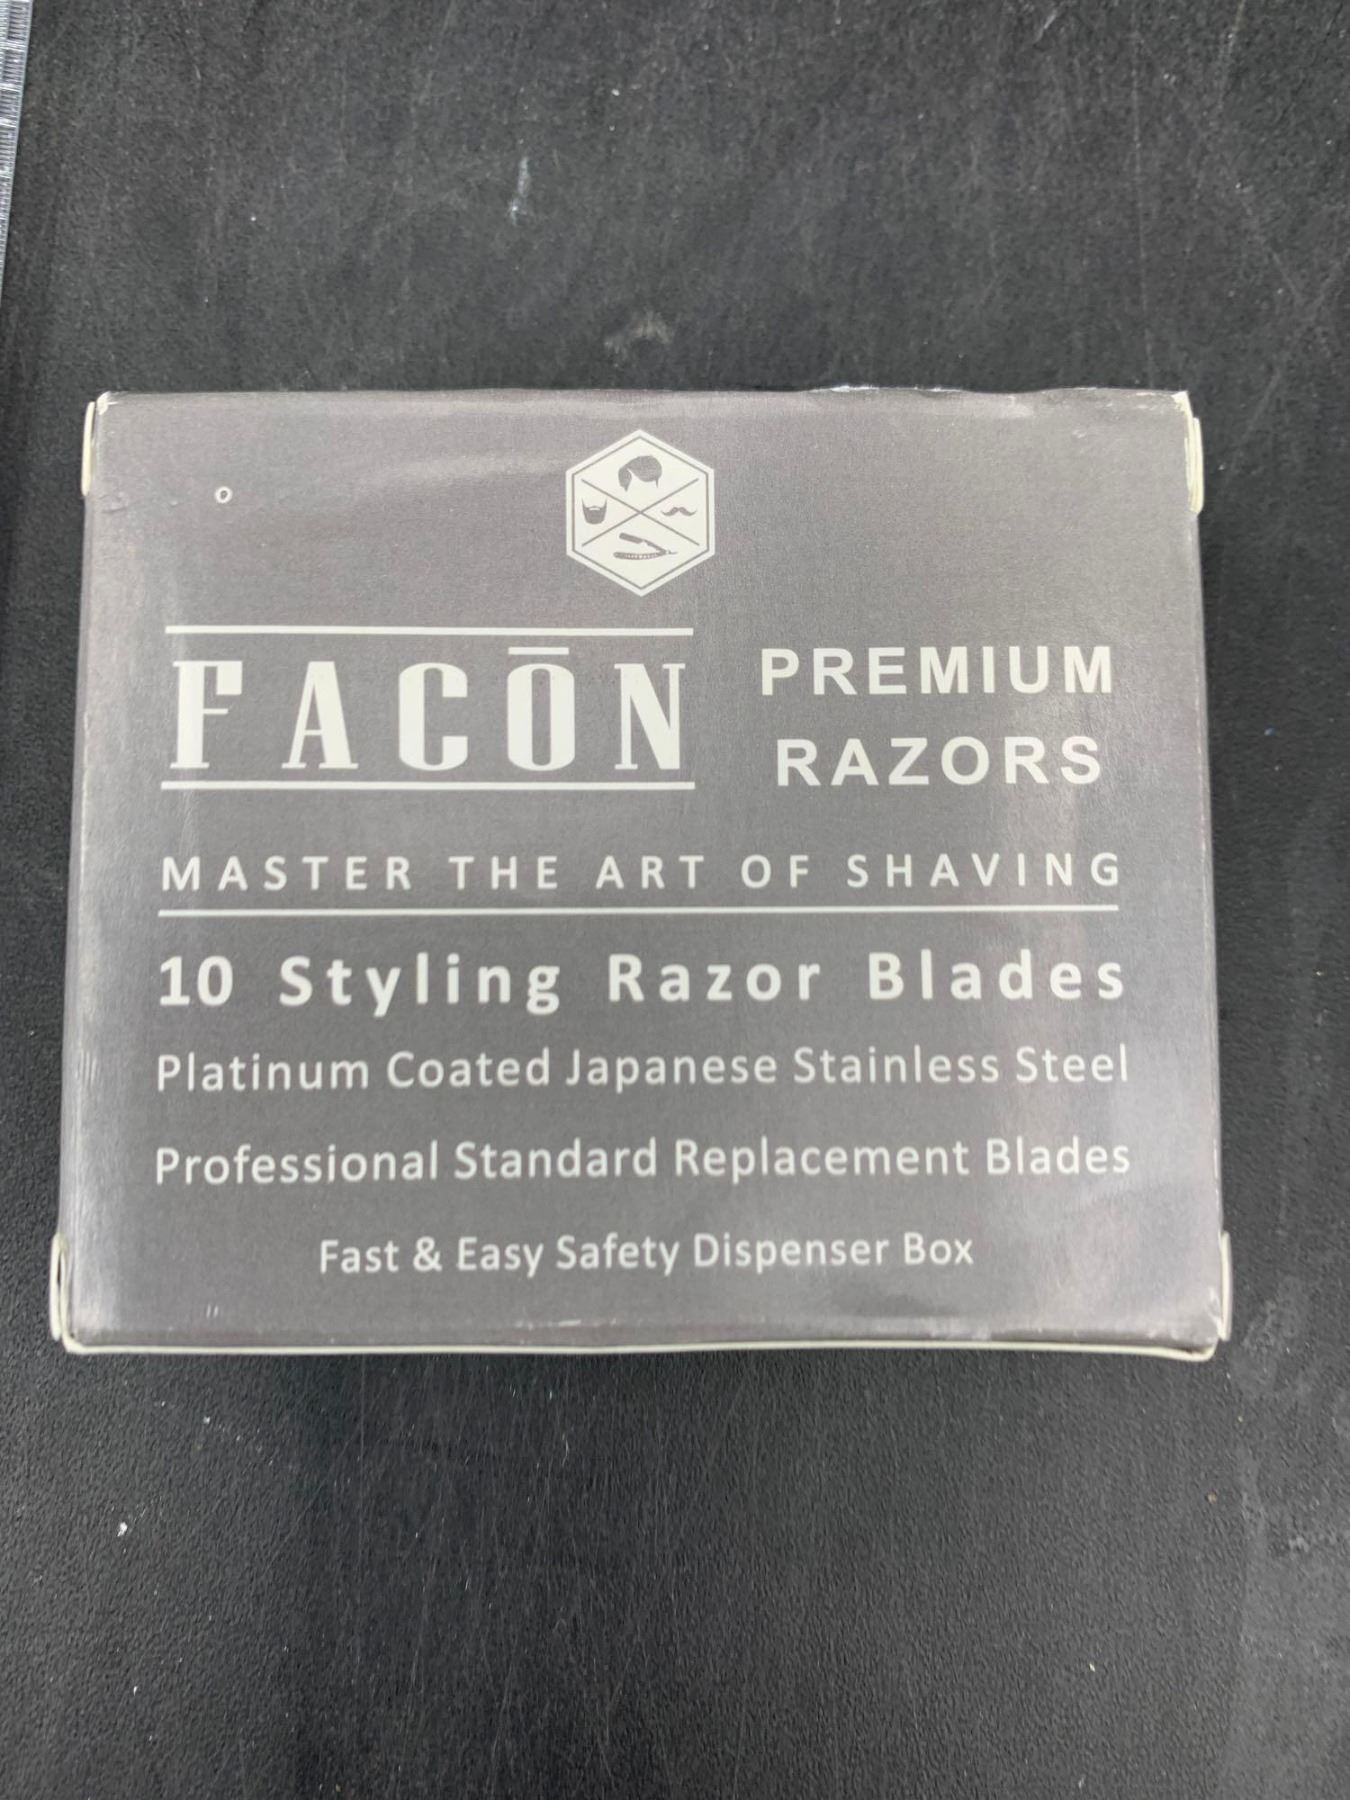 FACŌN
PREMIUM
RAZORS
MASTER THE ART OF SHAVING
10 Styling Razor Blades
Platinum Coated Japanese Stainless Steel
Professional Standard Replacement Blades
Fast & Easy Safety Dispenser Box